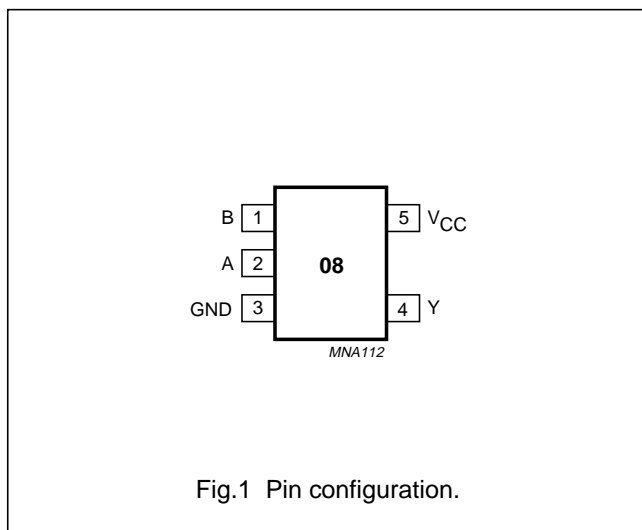 B 1 5 VCC
A 2 08
GND 3 4 Y
MNA112
Fig.1 Pin configuration.